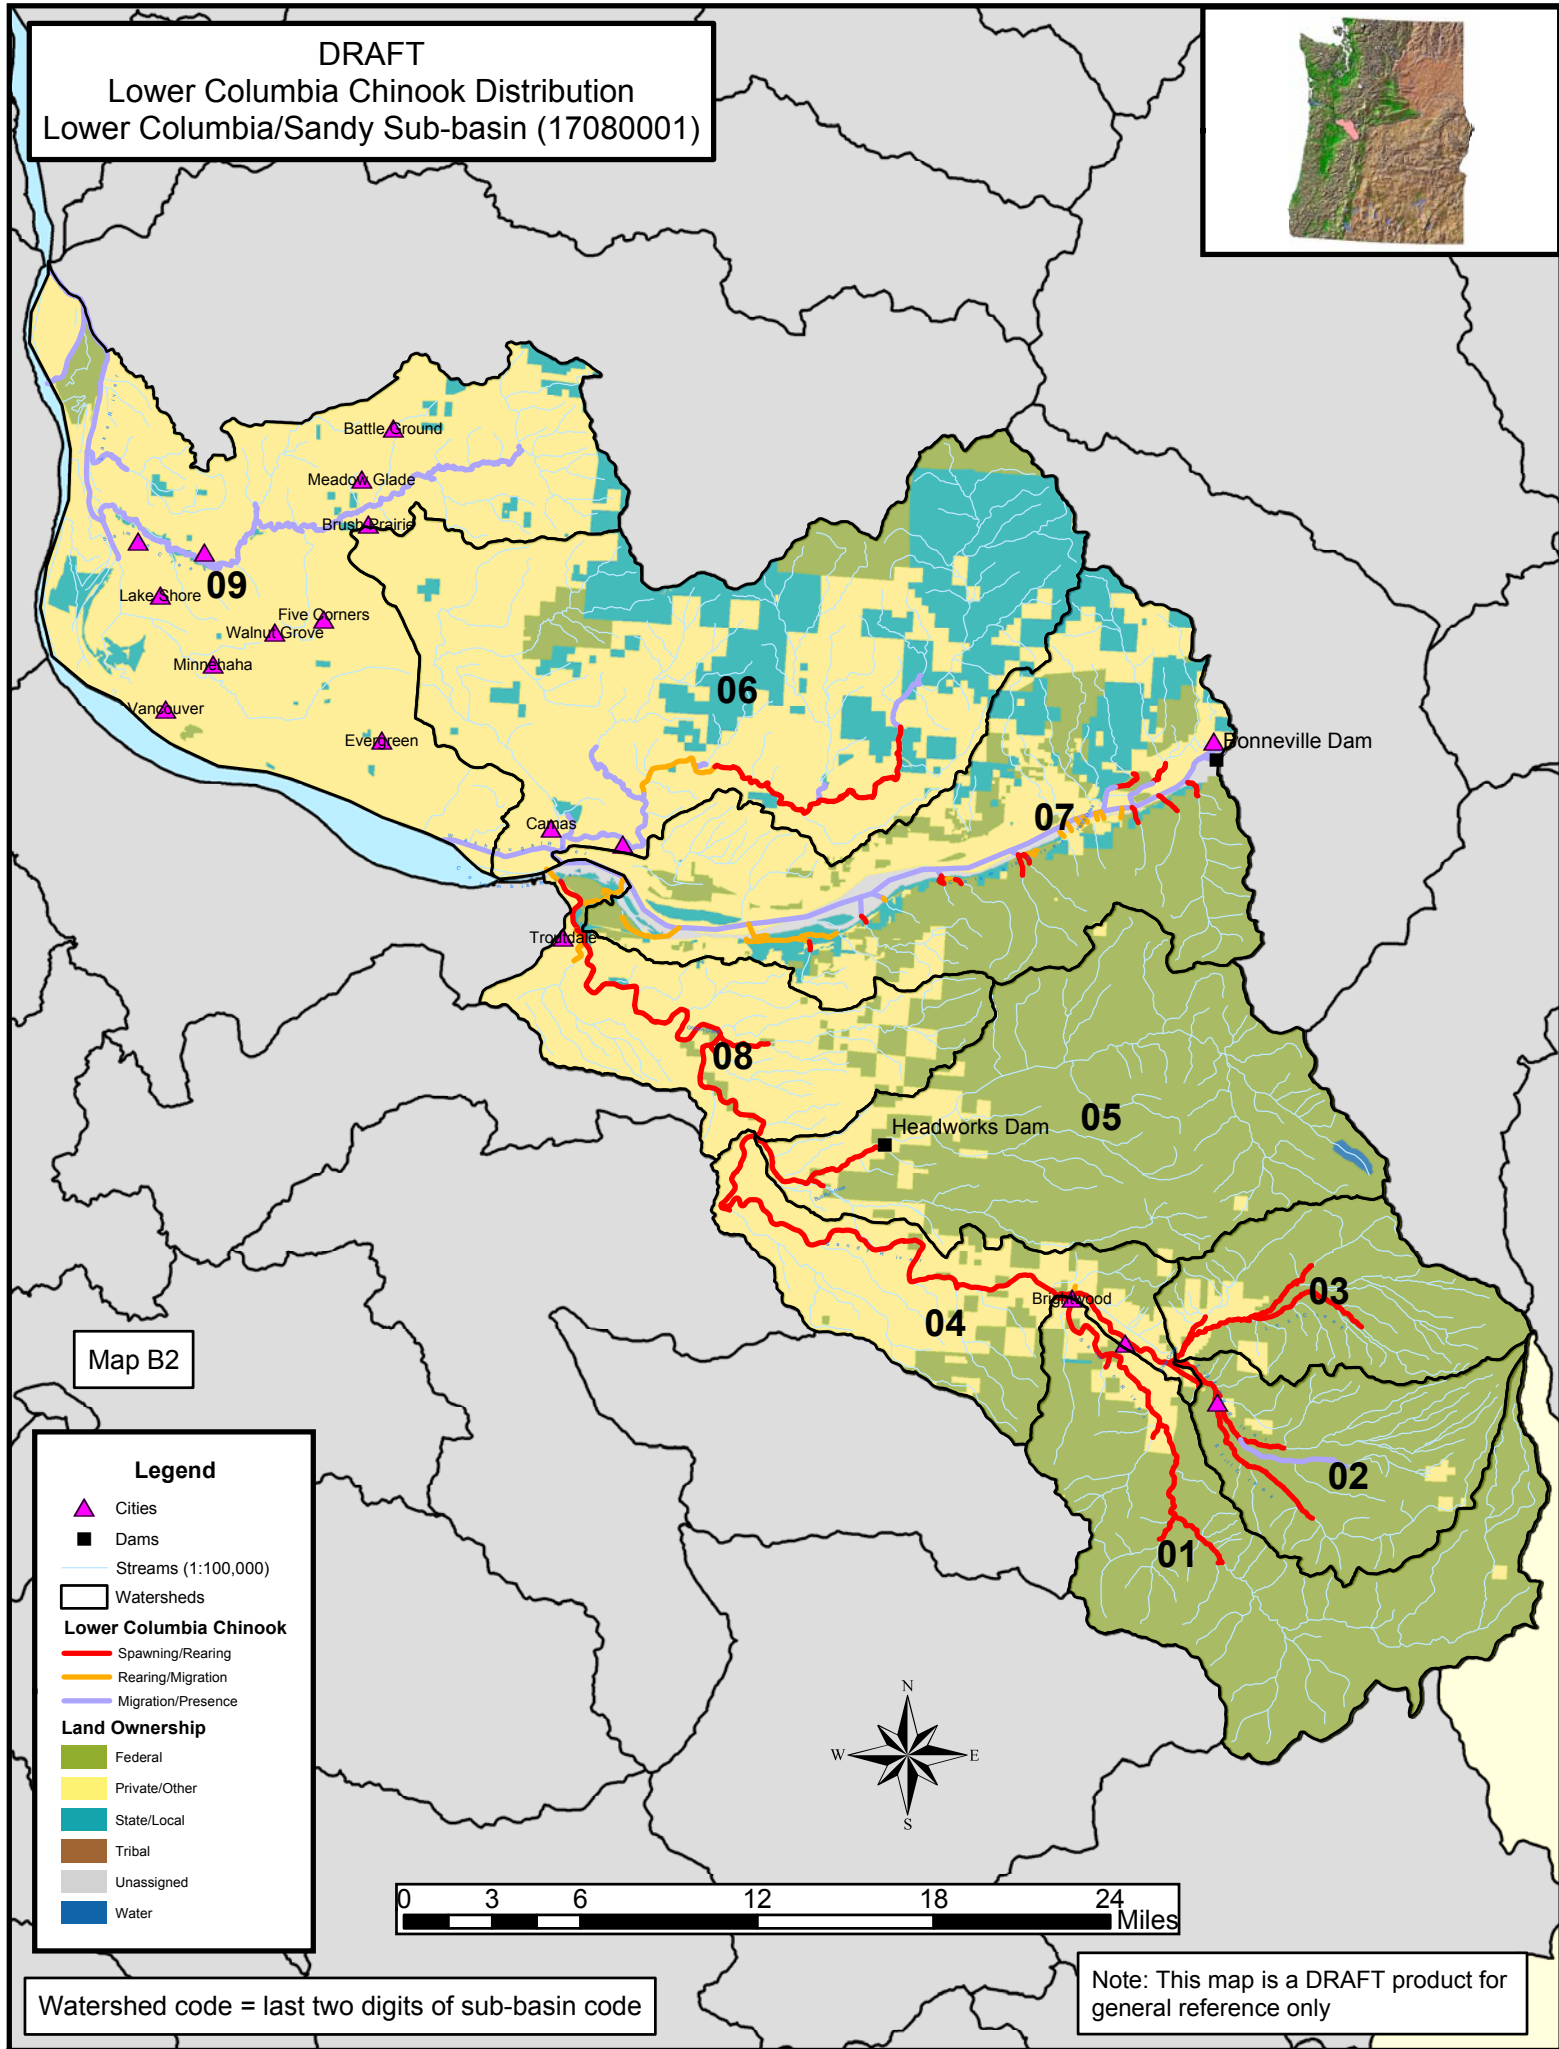 DRAFT
Lower Columbia Chinook Distribution
Lower Columbia/Sandy Sub-basin (17080001)
Battle Ground
Meadow Glade
Brush Prairie
09
Lake Shore
Five Corners
Walnut Grove
Minnehaha
Vancouver
Evergreen
06
Bonneville Dam
07
Camas
Troutdale
08
Headworks Dam
05
03
Brightwood
04
02
01
Map B2
Legend
Cities
Dams
Streams (1:100,000)
Watersheds
Lower Columbia Chinook
Spawning/Rearing
Rearing/Migration
Migration/Presence
Land Ownership
Federal
Private/Other
State/Local
Tribal
Unassigned
Water
N
W E
S
0 3 6 12 18 24
Miles
Watershed code = last two digits of sub-basin code
Note: This map is a DRAFT product for
general reference only